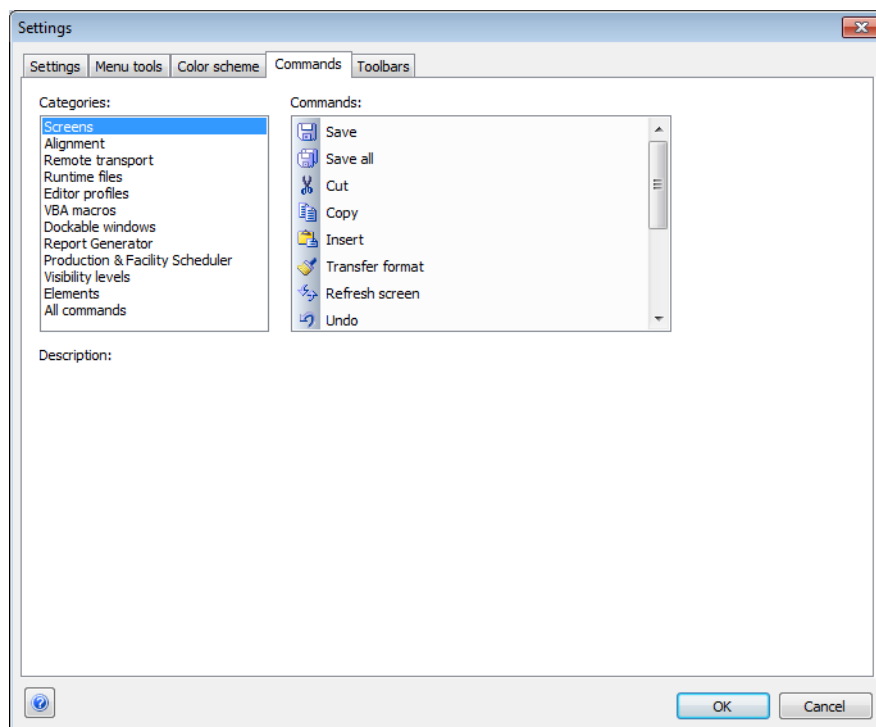 Settings
Settings Menu tools Color scheme Commands Toolbars
Categories:
Screens
Alignment
Remote transport
Runtime files
Editor profiles
VBA macros
Dockable windows
Report Generator
Production & Facility Scheduler
Visibility levels
Elements
All commands
Commands:
Save
Save all
Cut
Copy
Insert
Transfer format
Refresh screen
Undo
Description:
OK Cancel